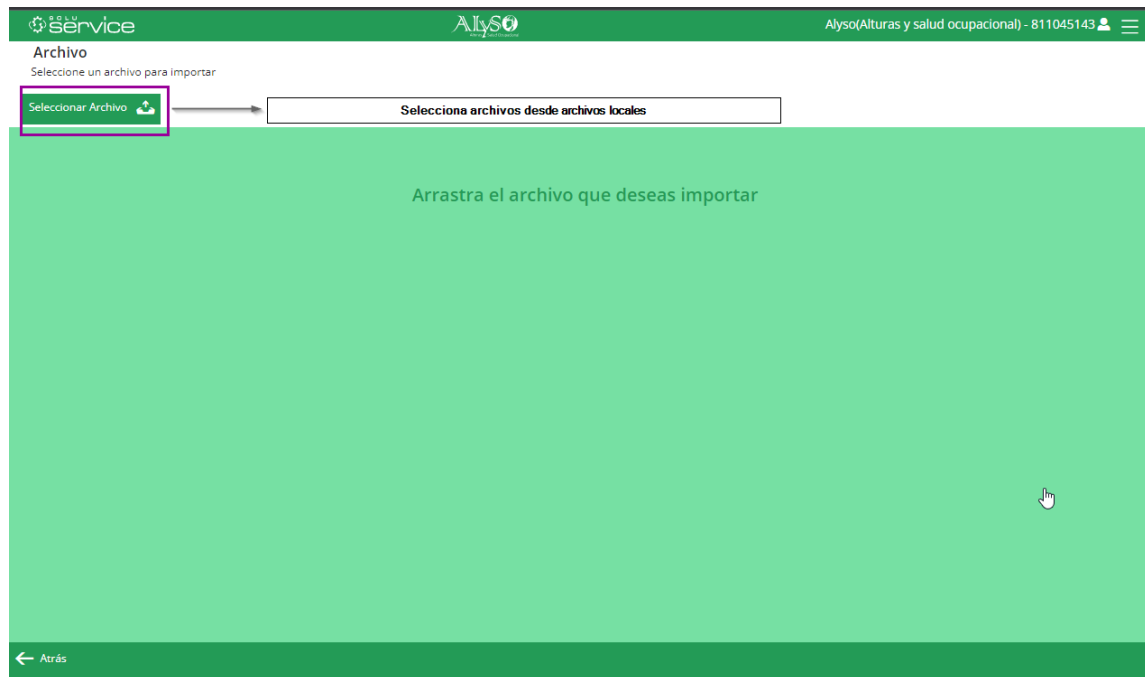 SOLU
service
ALySO
Alyso(Alturas y salud ocupacional) - 811045143
Archivo
Seleccione un archivo para importar
Seleccionar Archivo
Selecciona archivos desde archivos locales
Arrastra el archivo que deseas importar
Atrás